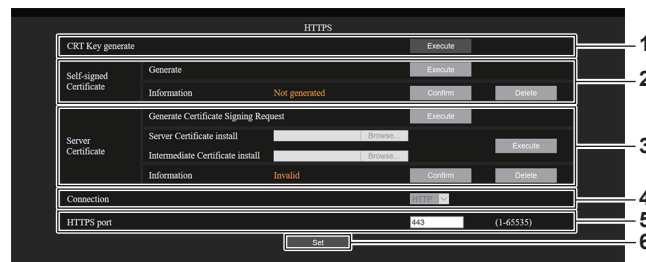 HTTPS
CRT Key generate Execute 1
Self-signed Certificate
Generate Execute
Information Not generated Confirm Delete
2
Server Certificate
Generate Certificate Signing Request Execute
Server Certificate install Browse...
Intermediate Certificate install Browse...
Execute
Information Invalid Confirm Delete
3
Connection HTTP 4
HTTPS port 443 (1-65535) 5
Set 6